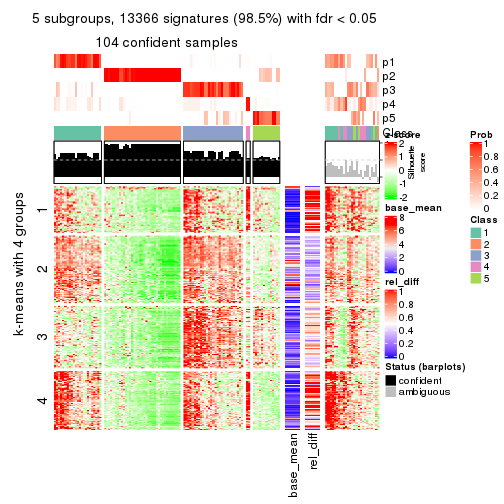 5 subgroups, 13366 signatures (98.5%) with fdr < 0.05
104 confident samples
p1
p2
p3
p4
p5
Class
z-score
2
1
0
-1
-2
Silhouette
score
Prob
1
0.8
0.6
0.4
0.2
0
base_mean
8
6
4
2
0
Class
1
2
3
4
5
rel_diff
1
0.8
0.6
0.4
0.2
0
Status (barplots)
confident
ambiguous
k-means with 4 groups
1
2
3
4
base_mean
rel_diff